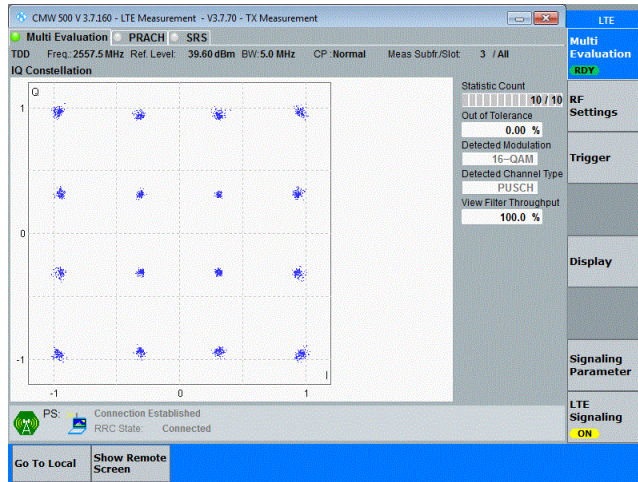 CMW 500 V 3.7.160 - LTE Measurement - V3.7.70 - TX Measurement
Multi Evaluation PRACH SRS
TDD Freq.:2557.5 MHz Ref. Level: 39.60 dBm BW:5.0 MHz CP :Normal Meas Subfr./Slot: 3 / All
IQ Constellation
Q
1
0
-1
I
-1 0 1
Statistic Count
10 / 10
Out of Tolerance
0.00 %
Detected Modulation
16-QAM
Detected Channel Type
PUSCH
View Filter Throughput
100.0 %
PS: Connection Established
RRC State: Connected
LTE
Multi
Evaluation
RDY
RF
Settings
Trigger
Display
Signaling
Parameter
LTE
Signaling
ON
Go To Local
Show Remote
Screen